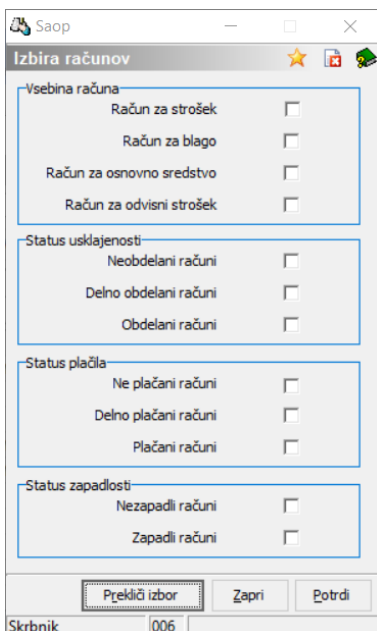 Saop
Izbira računov
Vsebina računa
Račun za strošek
Račun za blago
Račun za osnovno sredstvo
Račun za odvisni strošek
Status usklajenosti
Neobdelani računi
Delno obdelani računi
Obdelani računi
Status plačila
Ne plačani računi
Delno plačani računi
Plačani računi
Status zapadlosti
Nezapadli računi
Zapadli računi
Prekliči izbor Zapri Potrdi
Skrbnik 006